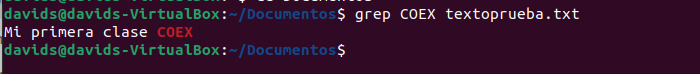 davids@davids-VirtualBox:~/Documentos$ grep COEX textoprueba.txt
Mi primera clase COEX
davids@davids-VirtualBox:~/Documentos$